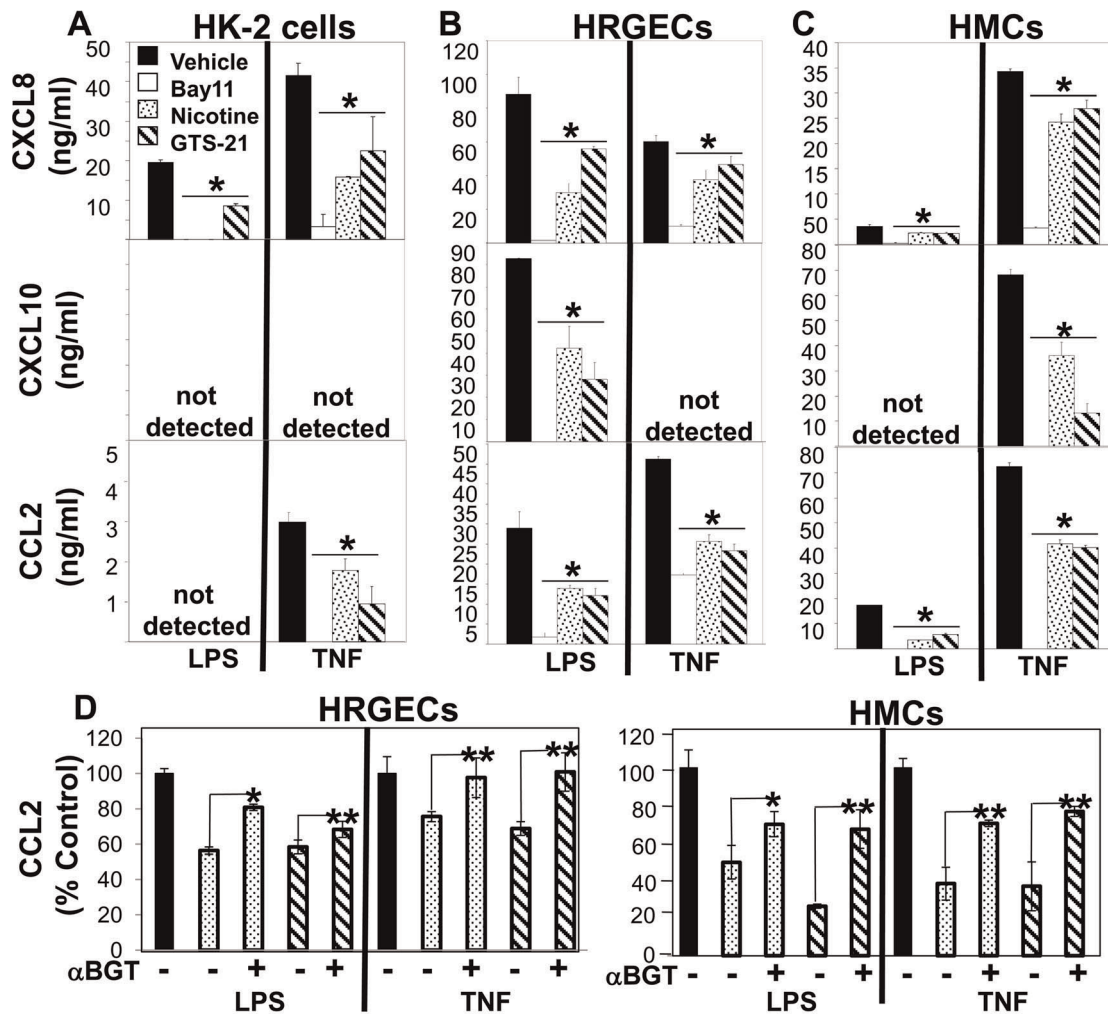 A HK-2 cells
B HRGECs
C HMCs
CXCL8
(ng/ml)
50
40
30
20
10
Vehicle
Bay11
Nicotine
GTS-21
*
*
120
100
80
60
40
20
*
*
40
35
30
25
20
15
10
50
*
*
CXCL10
(ng/ml)
not
detected
not
detected
90
80
70
60
50
40
30
20
10
*
not
detected
80
70
60
50
40
30
20
10
not
detected
*
CCL2
(ng/ml)
5
4
3
2
1
not
detected
*
LPS
TNF
50
45
40
35
30
25
20
15
10
5
*
*
LPS
TNF
80
70
60
50
40
30
20
10
*
*
LPS
TNF
D HRGECs
CCL2
(% Control)
120
100
80
60
40
20
0
*
**
**
**
αBGT - - + - + - - + - +
LPS
TNF
HMCs
120
100
80
60
40
20
0
*
**
**
**
αBGT - - + - + - - + - +
LPS
TNF